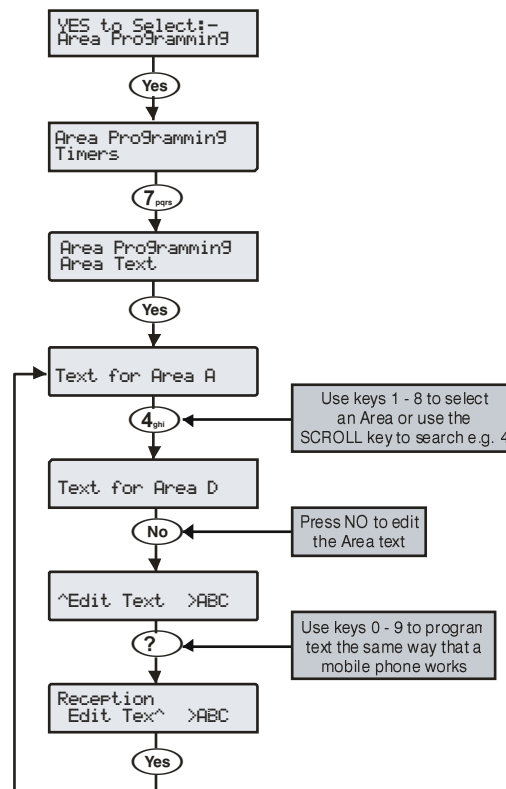 YES to Select:-
Area Programming
Yes
Area Programming
Timers
7pqrs
Area Programming
Area Text
Yes
Text for Area A
4ghi
Use keys 1 - 8 to select
an Area or use the
SCROLL key to search e.g. 4
Text for Area D
No
Press NO to edit
the Area text
^Edit Text >ABC
?
Use keys 0 - 9 to program
text the same way that a
mobile phone works
Reception
Edit Tex^ >ABC
Yes